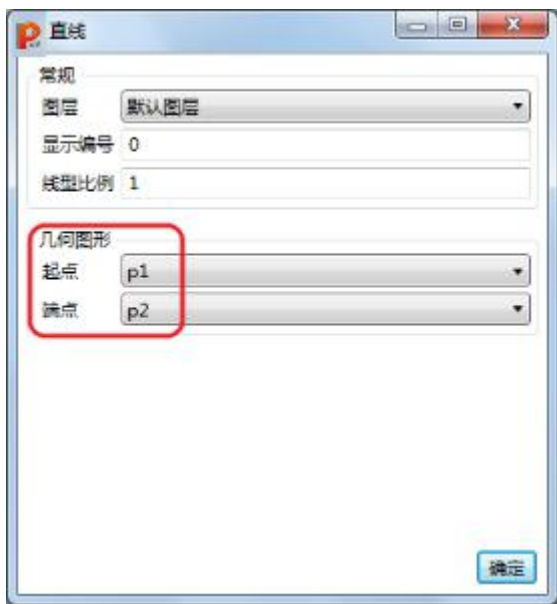 直线
常规
图层 默认图层
显示编号 0
线型比例 1
几何图形
起点 p1
端点 p2
确定